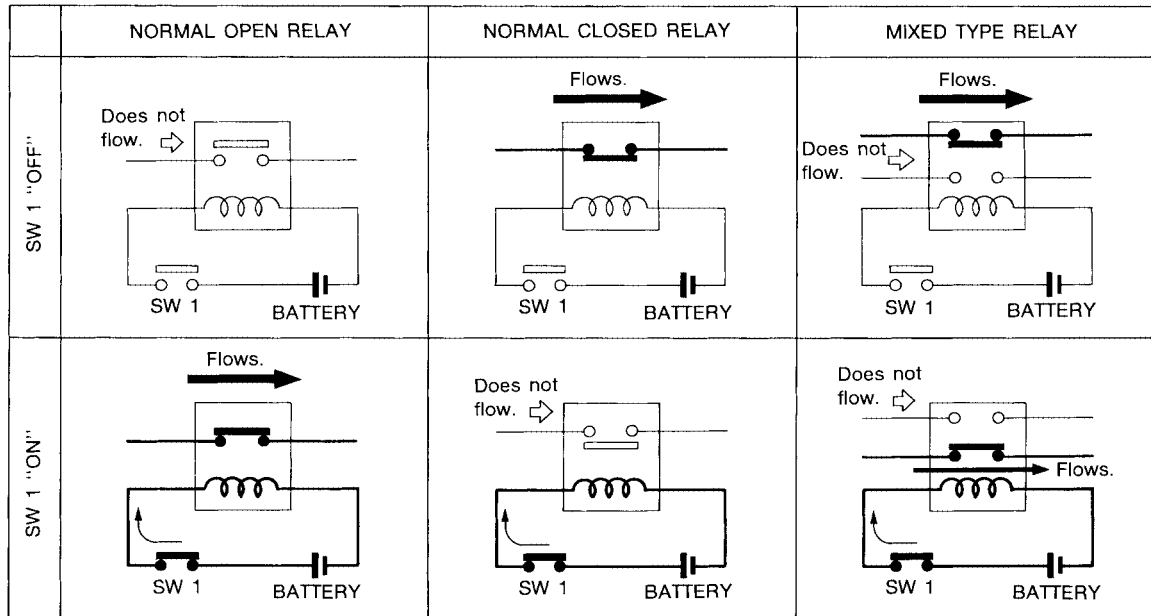 NORMAL OPEN RELAY
NORMAL CLOSED RELAY
MIXED TYPE RELAY
SW 1 "OFF"
Does not
flow.
SW 1
BATTERY
Flows.
SW 1
BATTERY
Flows.
Does not
flow.
SW 1
BATTERY
SW 1 "ON"
Flows.
SW 1
BATTERY
Does not
flow.
SW 1
BATTERY
Does not
flow.
Flows.
SW 1
BATTERY